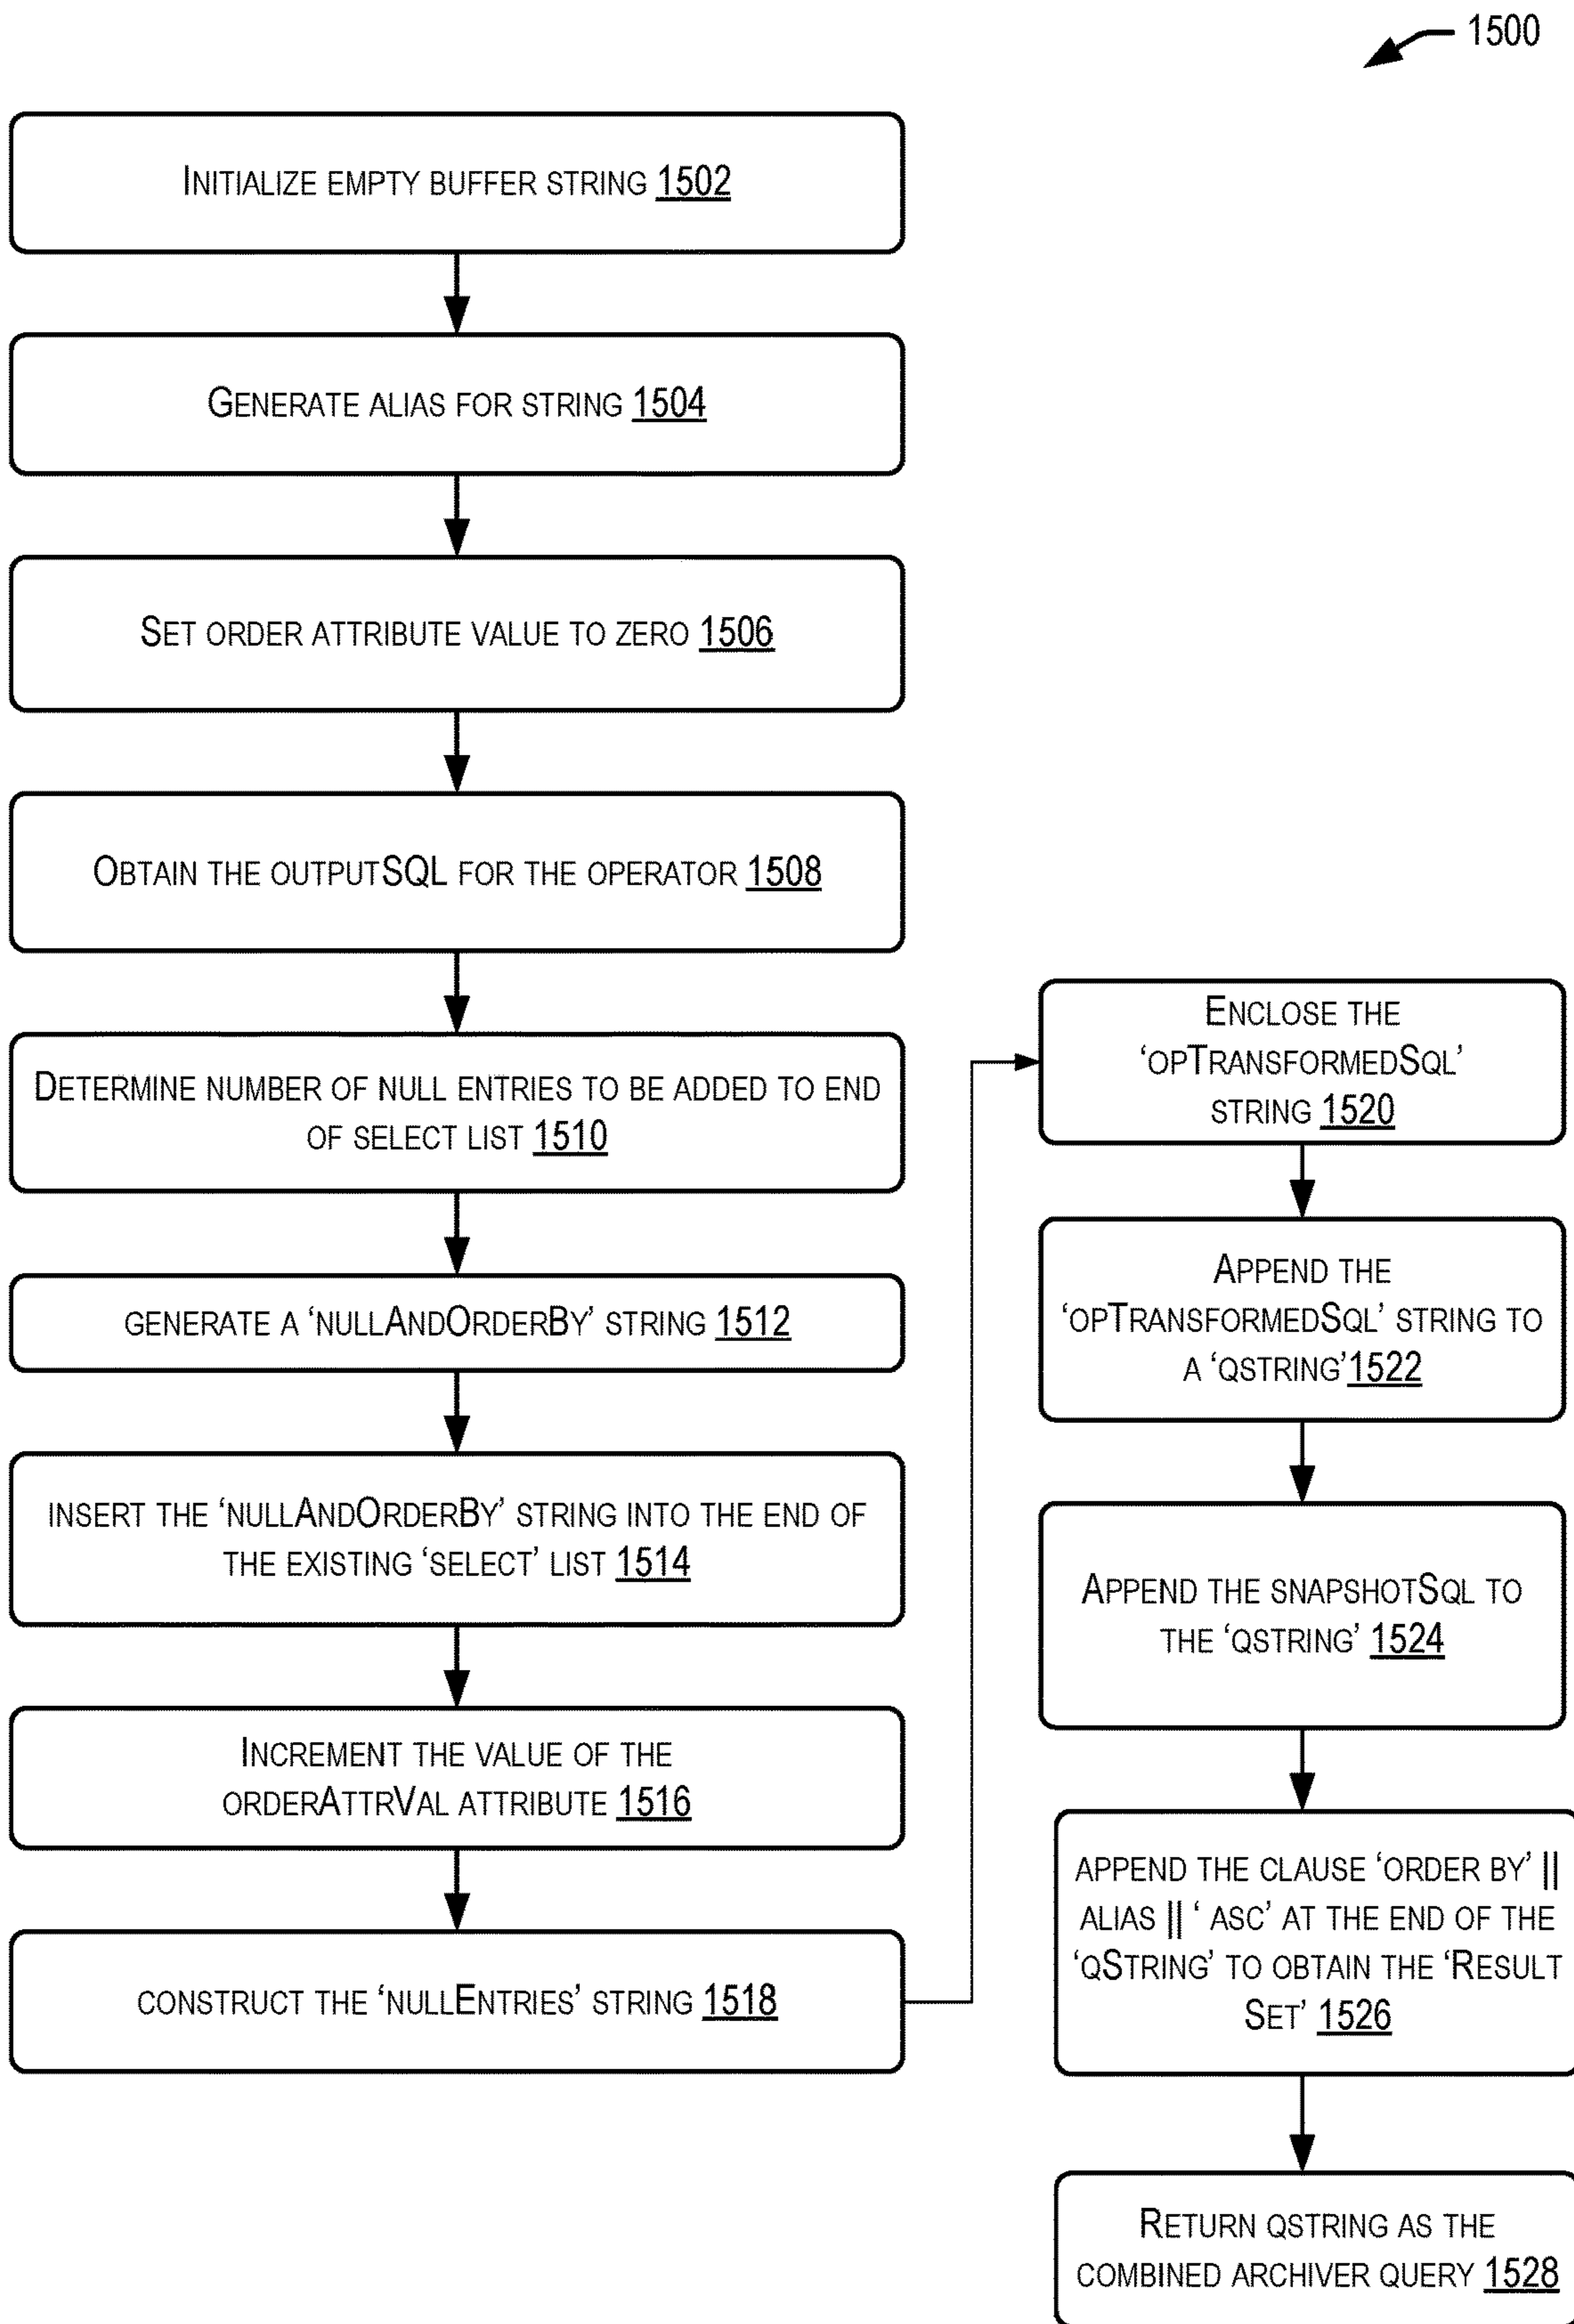 1500
INITIALIZE EMPTY BUFFER STRING 1502
GENERATE ALIAS FOR STRING 1504
SET ORDER ATTRIBUTE VALUE TO ZERO 1506
OBTAIN THE OUTPUTSQL FOR THE OPERATOR 1508
DETERMINE NUMBER OF NULL ENTRIES TO BE ADDED TO END
OF SELECT LIST 1510
GENERATE A ‘NULLANDORDERBY’ STRING 1512
INSERT THE ‘NULLANDORDERBY’ STRING INTO THE END OF
THE EXISTING ‘SELECT’ LIST 1514
INCREMENT THE VALUE OF THE
ORDERATTRVAL ATTRIBUTE 1516
CONSTRUCT THE ‘NULLENTRIES’ STRING 1518
ENCLOSE THE
‘OPTRANSFORMEDSQL’
STRING 1520
APPEND THE
‘OPTRANSFORMEDSQL’ STRING TO
A ‘QSTRING’1522
APPEND THE SNAPSHOTSQL TO
THE ‘QSTRING’ 1524
APPEND THE CLAUSE ‘ORDER BY’ ||
ALIAS || ‘ ASC’ AT THE END OF THE
‘QSTRING’ TO OBTAIN THE ‘RESULT
SET’ 1526
RETURN QSTRING AS THE
COMBINED ARCHIVER QUERY 1528